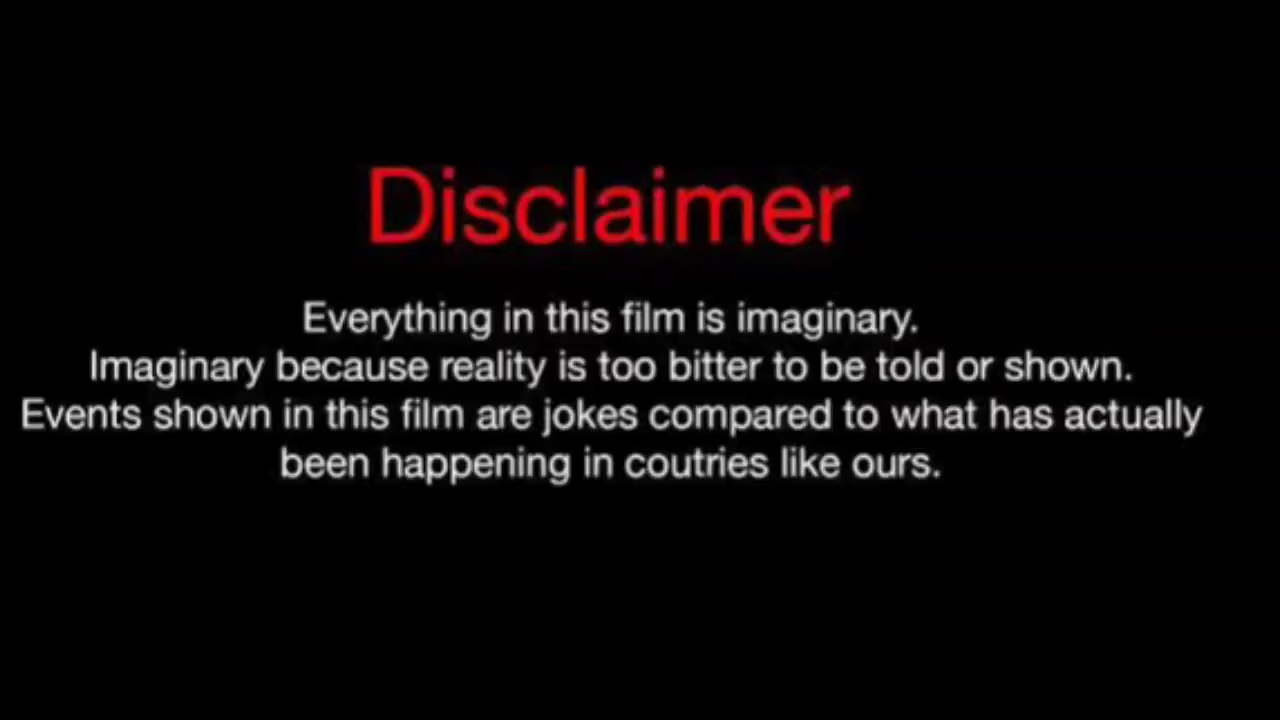 Disclaimer
Everything in this film is imaginary.
Imaginary because reality is too bitter to be told or shown.
Events shown in this film are jokes compared to what has actually
been happening in coutries like ours.